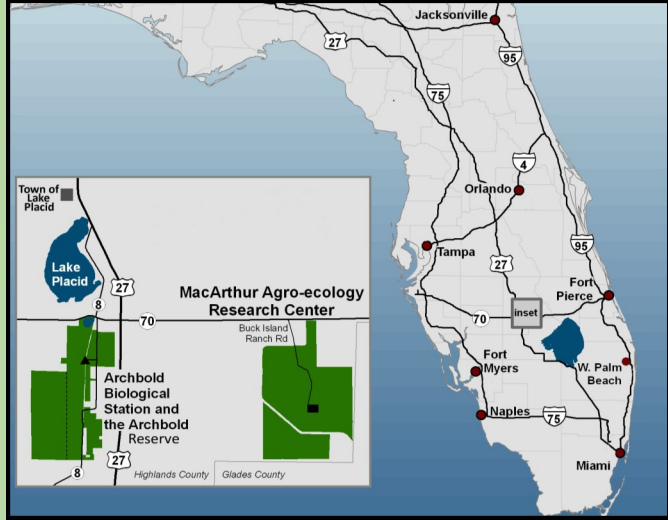 Jacksonville
27
95
75
4
Orlando
95
Tampa
27
Fort
Pierce
inset
70
Fort
Myers
W. Palm
Beach
Naples
75
Miami
Town of
Lake
Placid
Lake
Placid
27
8
MacArthur Agro-ecology
Research Center
70
Buck Island
Ranch Rd
Archbold
Biological
Station and
the Archbold
Reserve
27
8
Highlands County
Glades County